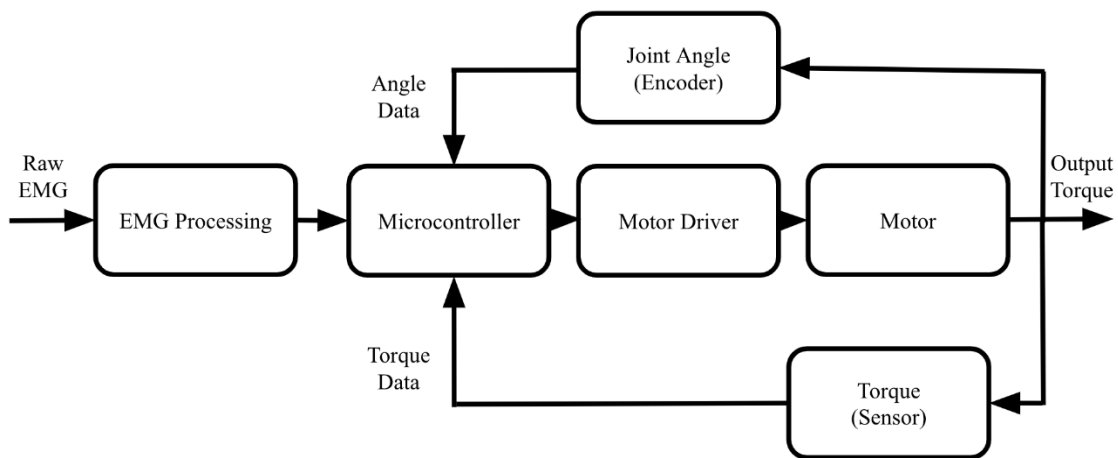 Joint Angle
(Encoder)
Angle
Data
Raw
EMG
EMG Processing
Microcontroller
Motor Driver
Motor
Output
Torque
Torque
Data
Torque
(Sensor)